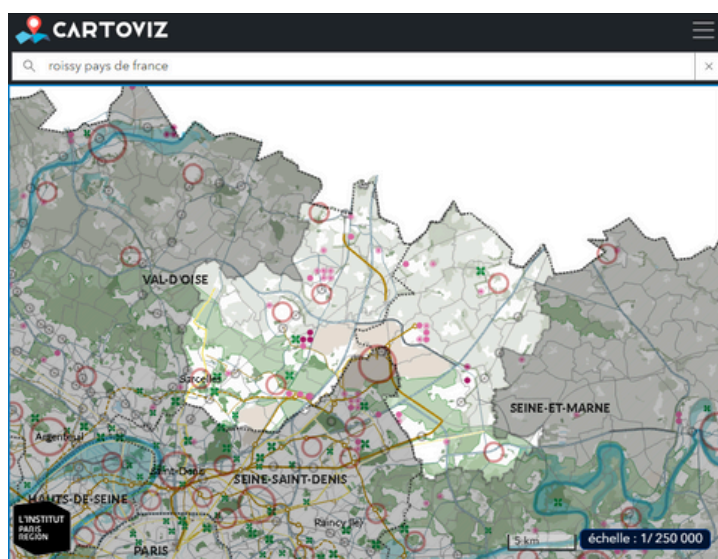 CARTOVIZ
roissy pays de france
VAL-D'OISE
Sarcelles
SEINE-ET-MARNE
Argenteuil
Saint-Denis
SEINE-SAINT-DENIS
HAUTS-DE-SEINE
Raincy (le)
L'INSTITUT
PARIS
REGION
PARIS
5 km
échelle : 1/ 250 000